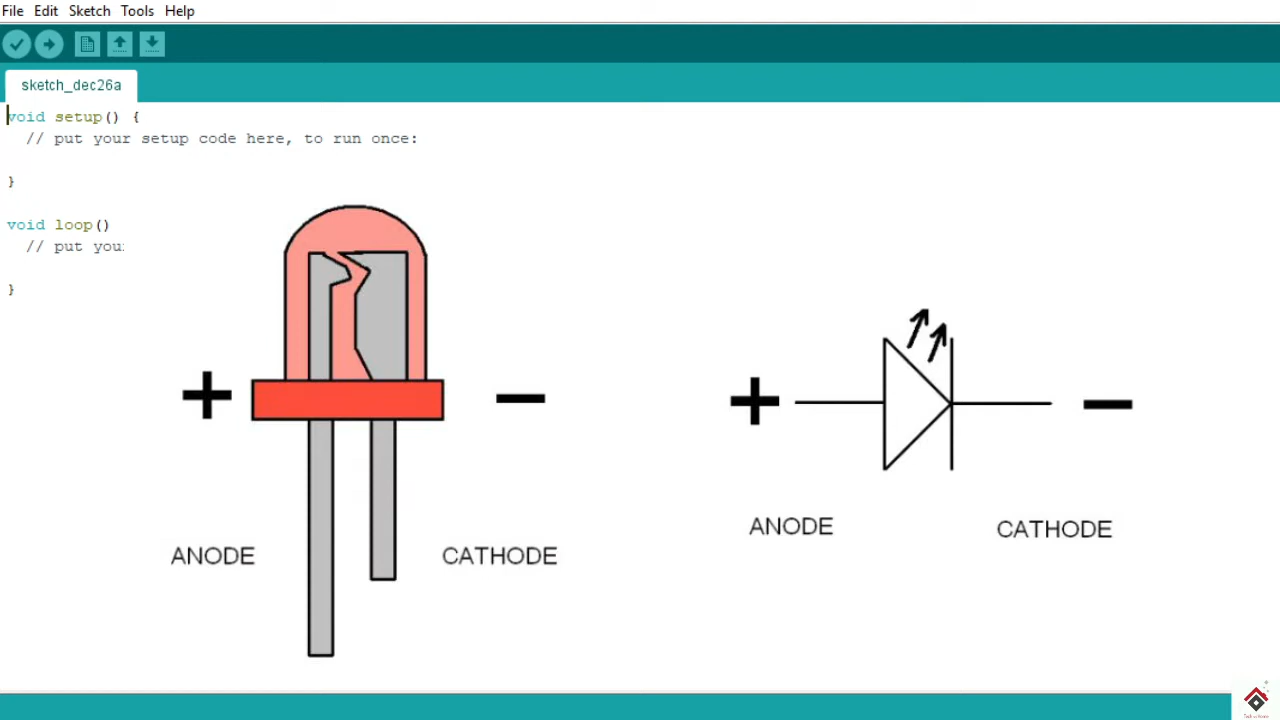 File Edit Sketch Tools Help
sketch_dec26a
void setup() {
// put your setup code here, to run once:
}
void loop()
// put you
}
+ − + −
ANODE CATHODE ANODE CATHODE